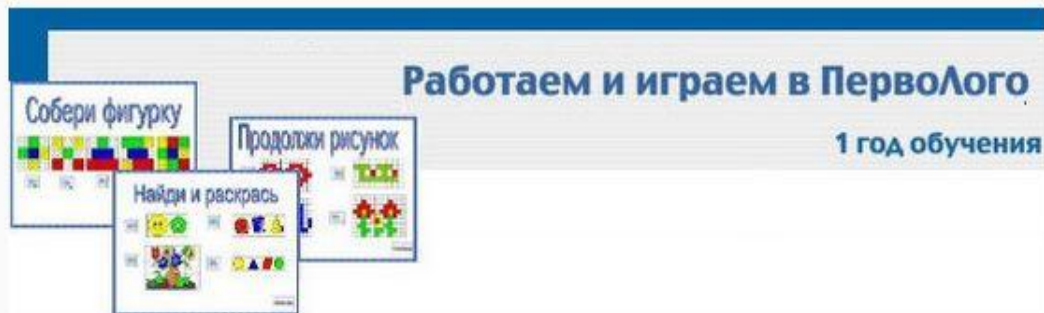 Работаем и играем в ПервоЛого
1 год обучения
Собери фигурку
Продолжи рисунок
Найди и раскрась